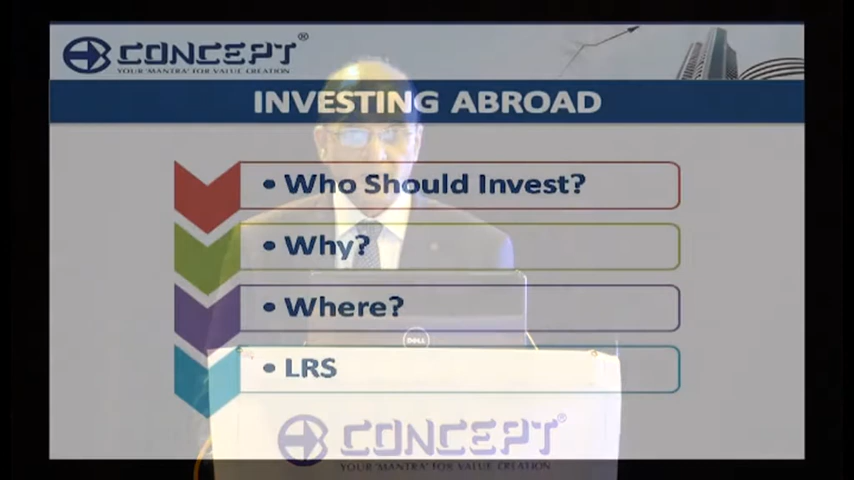 CONCEPT®
YOUR 'MANTRA' FOR VALUE CREATION
INVESTING ABROAD
• Who Should Invest?
• Why?
• Where?
• LRS
DELL
CONCEPT®
YOUR 'MANTRA' FOR VALUE CREATION